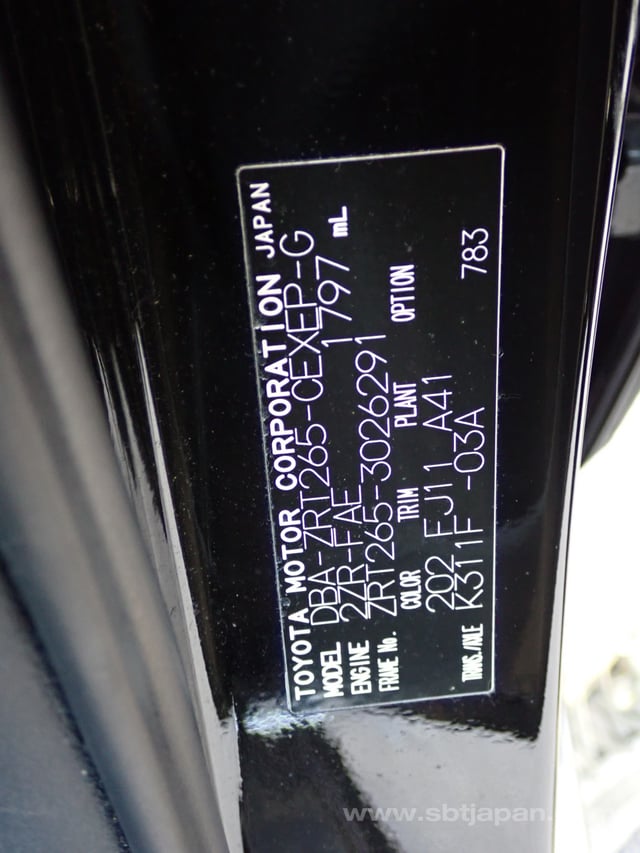 TOYOTA MOTOR CORPORATION JAPAN
MODEL DBA-ZRT265-CEXEP-G
ENGINE 2ZR-FAE 1797 mL
FRAME No. ZRT265-3026291
COLOR TRIM PLANT OPTION
202 FJ11 A41
TRANS./AXLE K311F -03A 783
www.sbtjapan.